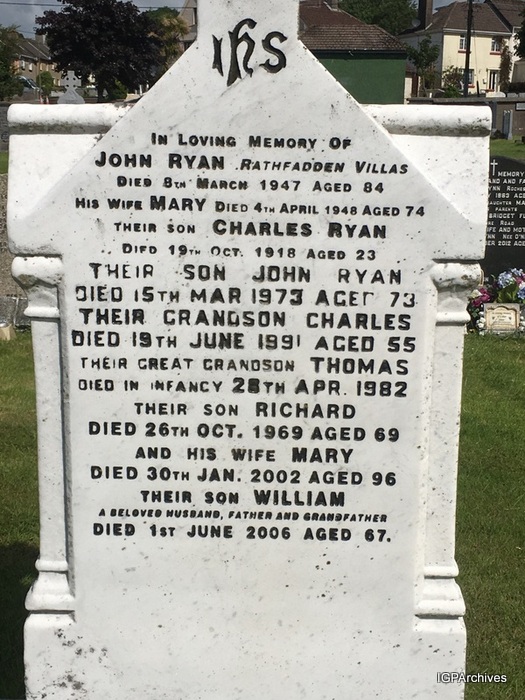 IHS
IN LOVING MEMORY OF
JOHN RYAN RATHFADDEN VILLAS
DIED 8TH MARCH 1947 AGED 84
HIS WIFE MARY DIED 4TH APRIL 1948 AGED 74
THEIR SON CHARLES RYAN
DIED 19TH OCT. 1918 AGED 23
THEIR SON JOHN RYAN
DIED 15TH MAR 1973 AGED 73
THEIR GRANDSON CHARLES
DIED 19TH JUNE 1991 AGED 55
THEIR GREAT GRANDSON THOMAS
DIED IN INFANCY 28TH APR. 1982
THEIR SON RICHARD
DIED 26TH OCT. 1969 AGED 69
AND HIS WIFE MARY
DIED 30TH JAN. 2002 AGED 96
THEIR SON WILLIAM
A BELOVED HUSBAND, FATHER AND GRANDFATHER
DIED 1ST JUNE 2006 AGED 67.
MEMORY
IGPArchives